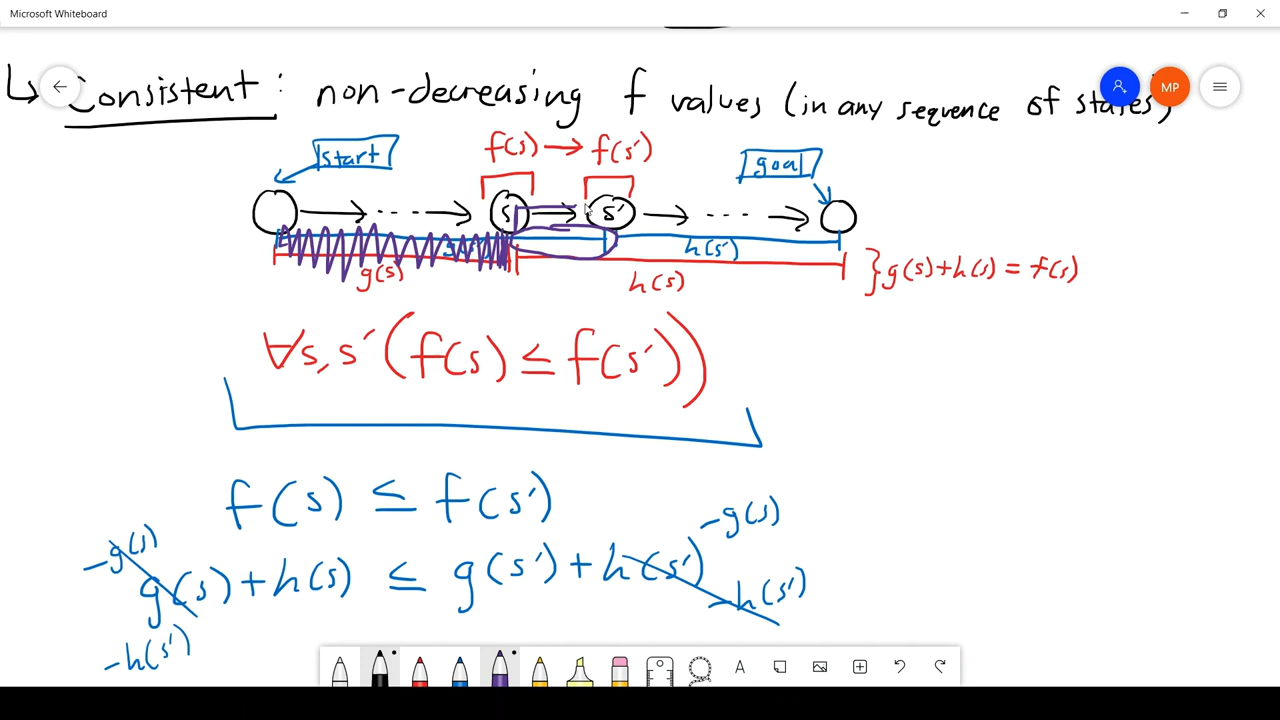 Microsoft Whiteboard
Consistent: non-decreasing f values (in any sequence of states)
MP
start
f(s) → f(s′)
goal
s s′
h(s′)
g(s)
h(s)
}g(s)+h(s) = f(s)
∀s,s′(f(s) ≤ f(s′))
f(s) ≤ f(s′)
-g(s) -g(s)
g(s)+h(s) ≤ g(s′)+h(s′)
-h(s′) -h(s′)
A